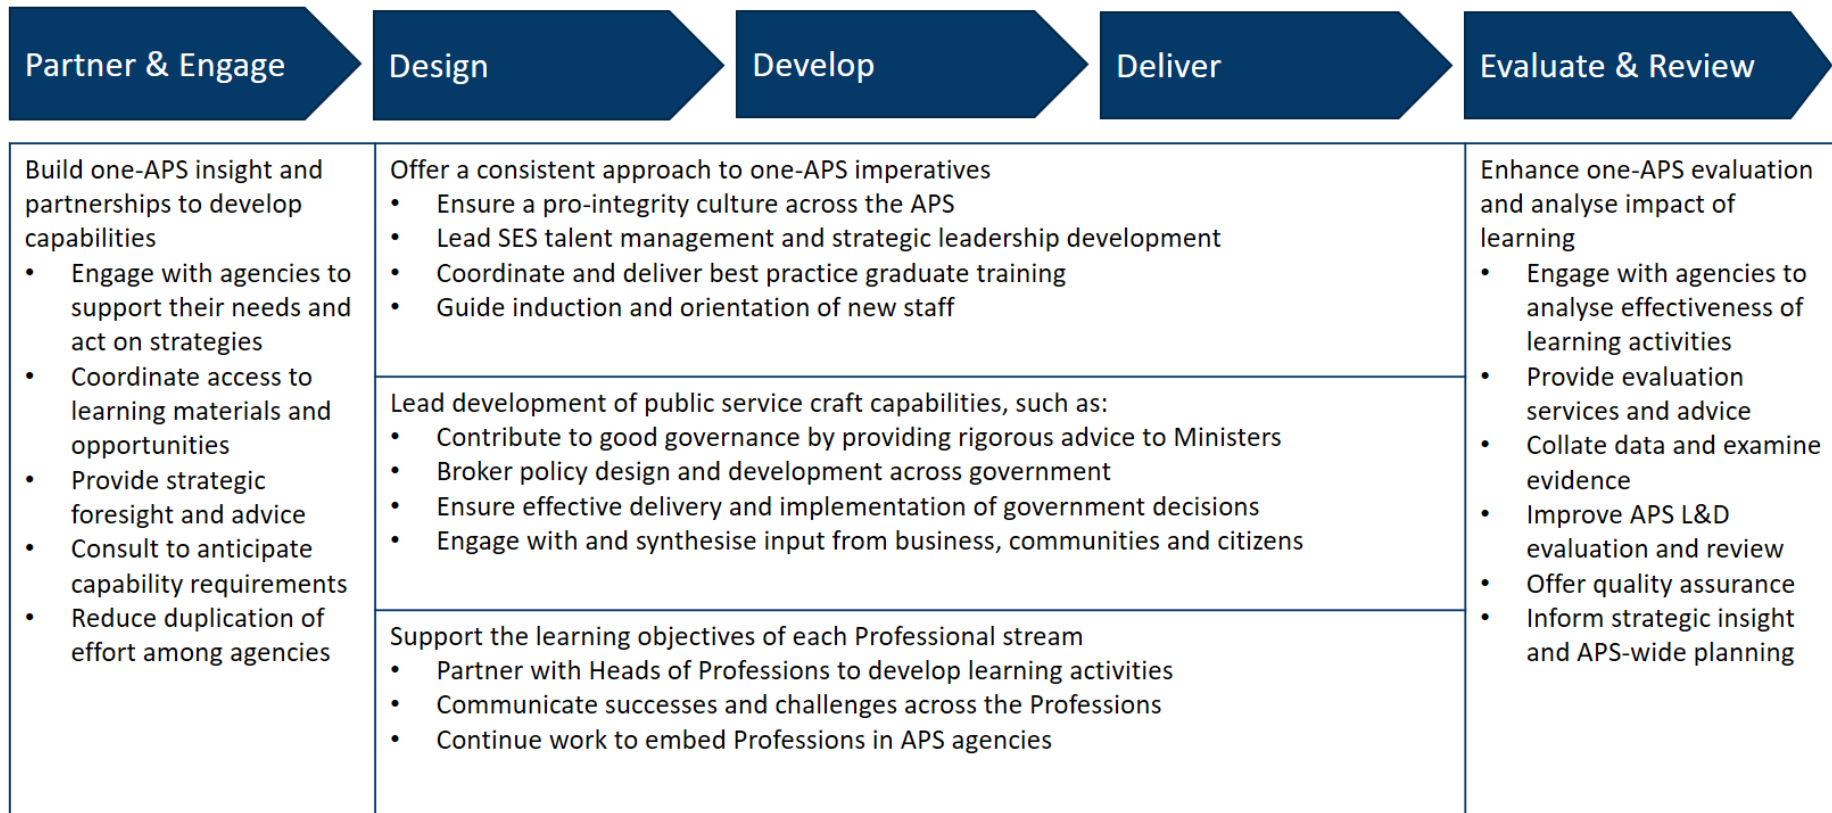 Partner & Engage
Design
Develop
Deliver
Evaluate & Review
Build one-APS insight and
partnerships to develop
capabilities
• Engage with agencies to
support their needs and
act on strategies
• Coordinate access to
learning materials and
opportunities
• Provide strategic
foresight and advice
• Consult to anticipate
capability requirements
• Reduce duplication of
effort among agencies
Offer a consistent approach to one-APS imperatives
• Ensure a pro-integrity culture across the APS
• Lead SES talent management and strategic leadership development
• Coordinate and deliver best practice graduate training
• Guide induction and orientation of new staff
Lead development of public service craft capabilities, such as:
• Contribute to good governance by providing rigorous advice to Ministers
• Broker policy design and development across government
• Ensure effective delivery and implementation of government decisions
• Engage with and synthesise input from business, communities and citizens
Support the learning objectives of each Professional stream
• Partner with Heads of Professions to develop learning activities
• Communicate successes and challenges across the Professions
• Continue work to embed Professions in APS agencies
Enhance one-APS evaluation
and analyse impact of
learning
• Engage with agencies to
analyse effectiveness of
learning activities
• Provide evaluation
services and advice
• Collate data and examine
evidence
• Improve APS L&D
evaluation and review
• Offer quality assurance
• Inform strategic insight
and APS-wide planning